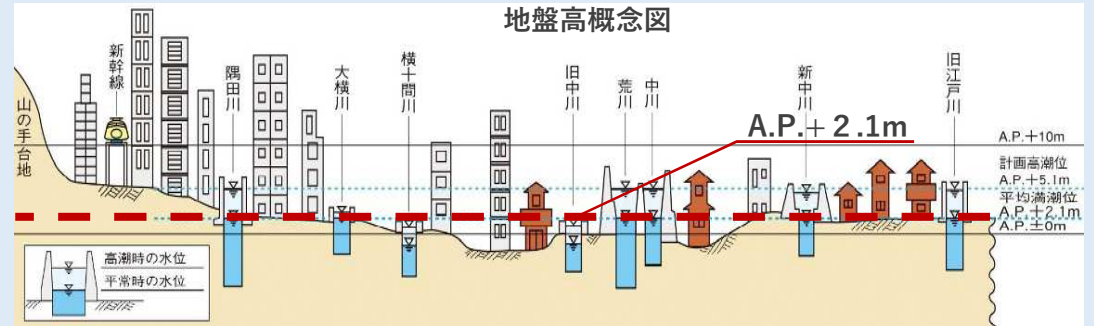 地盤高概念図
山の手台地
新幹線
隅田川
大横川
横十間川
旧中川
荒川
中川
新中川
旧江戸川
A.P.+2.1m
A.P.+10m
計画高潮位
A.P.+5.1m
平均満潮位
A.P.+2.1m
A.P.±0m
高潮時の水位
平常時の水位